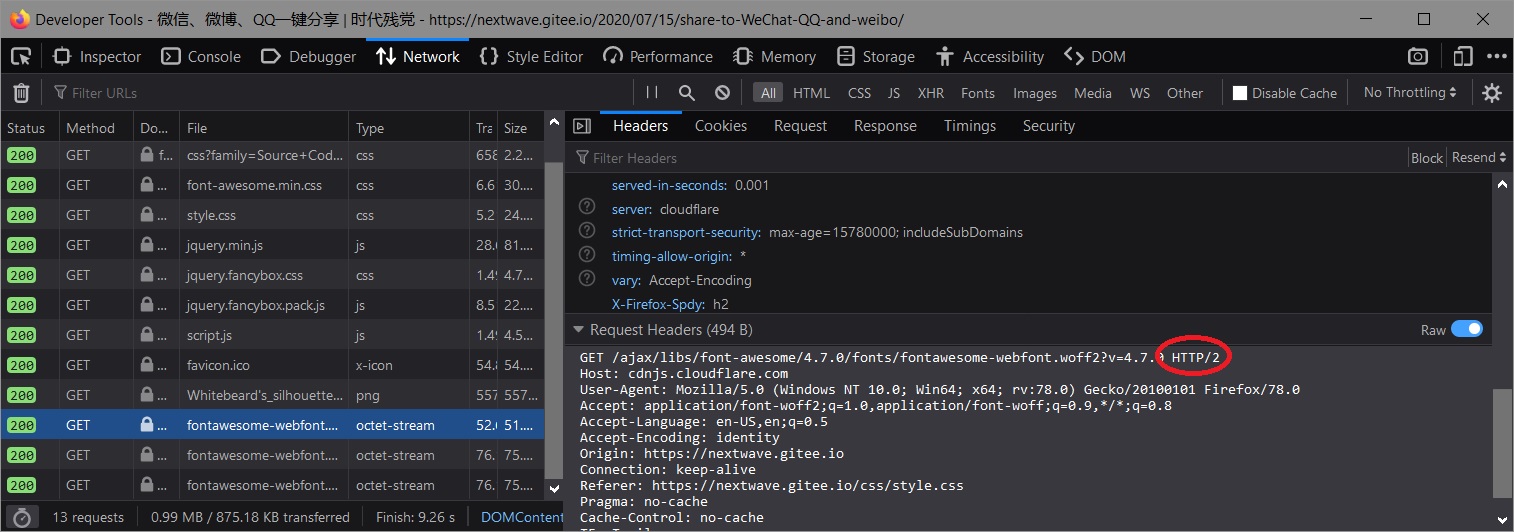 Developer Tools - 微信、微博、QQ一键分享 | 时代残党 - https://nextwave.gitee.io/2020/07/15/share-to-WeChat-QQ-and-weibo/
Inspector Console Debugger Network Style Editor Performance Memory Storage Accessibility DOM
Filter URLs All HTML CSS JS XHR Fonts Images Media WS Other Disable Cache No Throttling
Status Method Do... File Type Tra Size
Headers Cookies Request Response Timings Security
200 GET f... css?family=Source+Cod... css 658 2.2...
200 GET ... font-awesome.min.css css 6.6 30....
200 GET ... style.css css 5.2 24....
200 GET ... jquery.min.js js 28.6 81....
200 GET ... jquery.fancybox.css css 1.49 4.7...
200 GET ... jquery.fancybox.pack.js js 8.5 22....
200 GET ... script.js js 1.49 4.5...
200 GET ... favicon.ico x-icon 54.8 54....
200 GET ... Whitebeard's_silhouette... png 557 557...
200 GET ... fontawesome-webfont.... octet-stream 52.6 51....
200 GET ... fontawesome-webfont.... octet-stream 76. 75....
200 GET ... fontawesome-webfont.... octet-stream 76. 75....
13 requests 0.99 MB / 875.18 KB transferred Finish: 9.26 s DOMContent
Filter Headers Block Resend
served-in-seconds: 0.001
server: cloudflare
strict-transport-security: max-age=15780000; includeSubDomains
timing-allow-origin: *
vary: Accept-Encoding
X-Firefox-Spdy: h2
Request Headers (494 B) Raw
GET /ajax/libs/font-awesome/4.7.0/fonts/fontawesome-webfont.woff2?v=4.7.0 HTTP/2
Host: cdnjs.cloudflare.com
User-Agent: Mozilla/5.0 (Windows NT 10.0; Win64; x64; rv:78.0) Gecko/20100101 Firefox/78.0
Accept: application/font-woff2;q=1.0,application/font-woff;q=0.9,*/*;q=0.8
Accept-Language: en-US,en;q=0.5
Accept-Encoding: identity
Origin: https://nextwave.gitee.io
Connection: keep-alive
Referer: https://nextwave.gitee.io/css/style.css
Pragma: no-cache
Cache-Control: no-cache